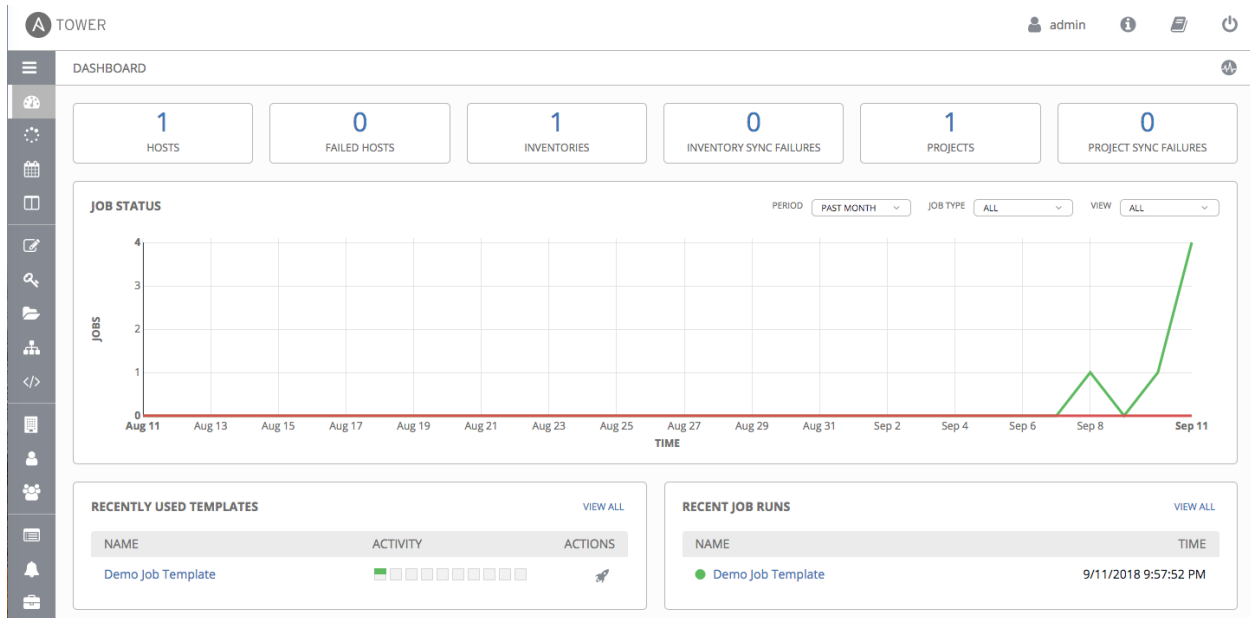 A TOWER admin
DASHBOARD
1 0 1 0 1 0
HOSTS FAILED HOSTS INVENTORIES INVENTORY SYNC FAILURES PROJECTS PROJECT SYNC FAILURES
JOB STATUS PERIOD PAST MONTH JOB TYPE ALL VIEW ALL
4
3
2
1
0
JOBS
Aug 11 Aug 13 Aug 15 Aug 17 Aug 19 Aug 21 Aug 23 Aug 25 Aug 27 Aug 29 Aug 31 Sep 2 Sep 4 Sep 6 Sep 8 Sep 11
TIME
RECENTLY USED TEMPLATES VIEW ALL
NAME ACTIVITY ACTIONS
Demo Job Template
RECENT JOB RUNS VIEW ALL
NAME TIME
Demo Job Template 9/11/2018 9:57:52 PM